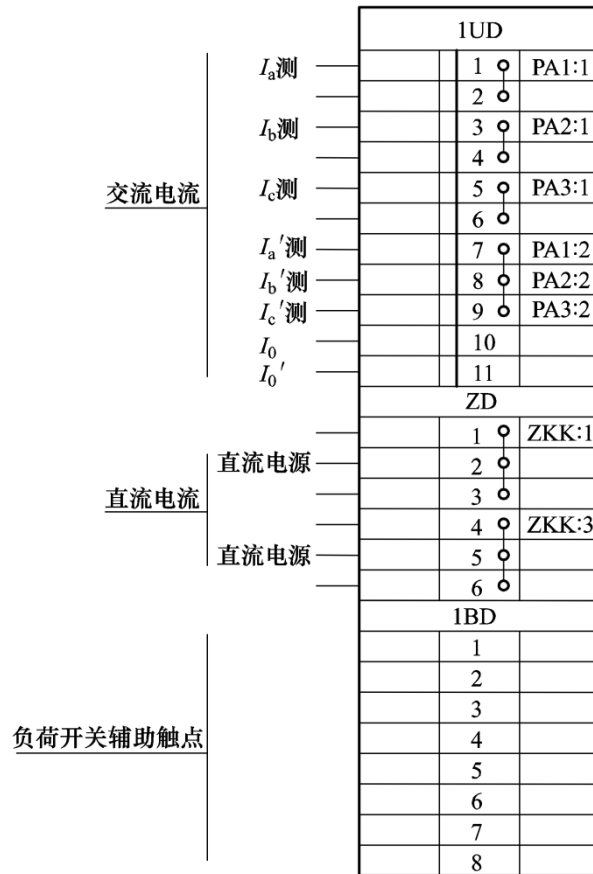 1UD
Ia测 1 PA1:1
2
Ib测 3 PA2:1
4
交流电流 Ic测 5 PA3:1
6
Ia′测 7 PA1:2
Ib′测 8 PA2:2
Ic′测 9 PA3:2
I0 10
I0′ 11
ZD
1 ZKK:1
直流电源 2
直流电流 3
4 ZKK:3
直流电源 5
6
1BD
1
2
3
负荷开关辅助触点 4
5
6
7
8